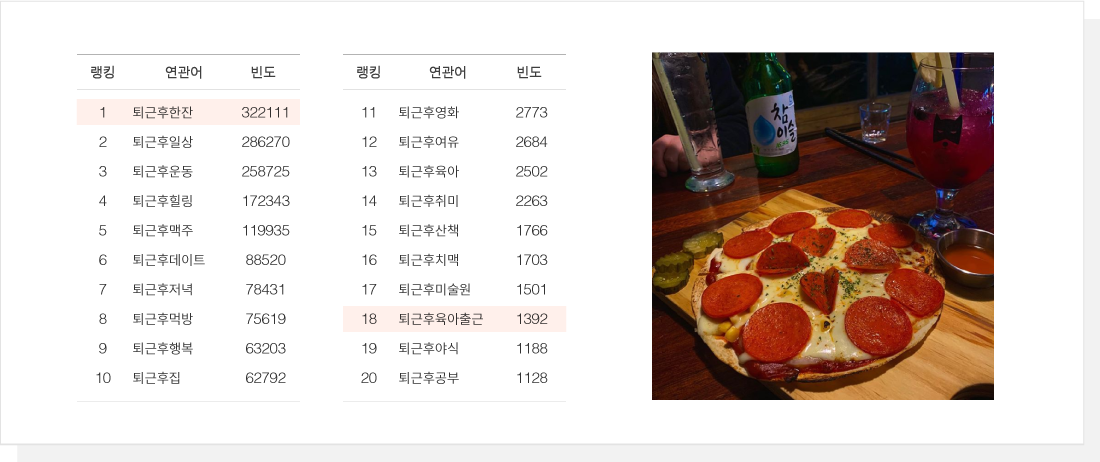 랭킹 연관어 빈도
1 퇴근후한잔 322111
2 퇴근후일상 286270
3 퇴근후운동 258725
4 퇴근후힐링 172343
5 퇴근후맥주 119935
6 퇴근후데이트 88520
7 퇴근후저녁 78431
8 퇴근후먹방 75619
9 퇴근후행복 63203
10 퇴근후집 62792
랭킹 연관어 빈도
11 퇴근후영화 2773
12 퇴근후여유 2684
13 퇴근후육아 2502
14 퇴근후취미 2263
15 퇴근후산책 1766
16 퇴근후치맥 1703
17 퇴근후미술원 1501
18 퇴근후육아출근 1392
19 퇴근후야식 1188
20 퇴근후공부 1128
참
이슬